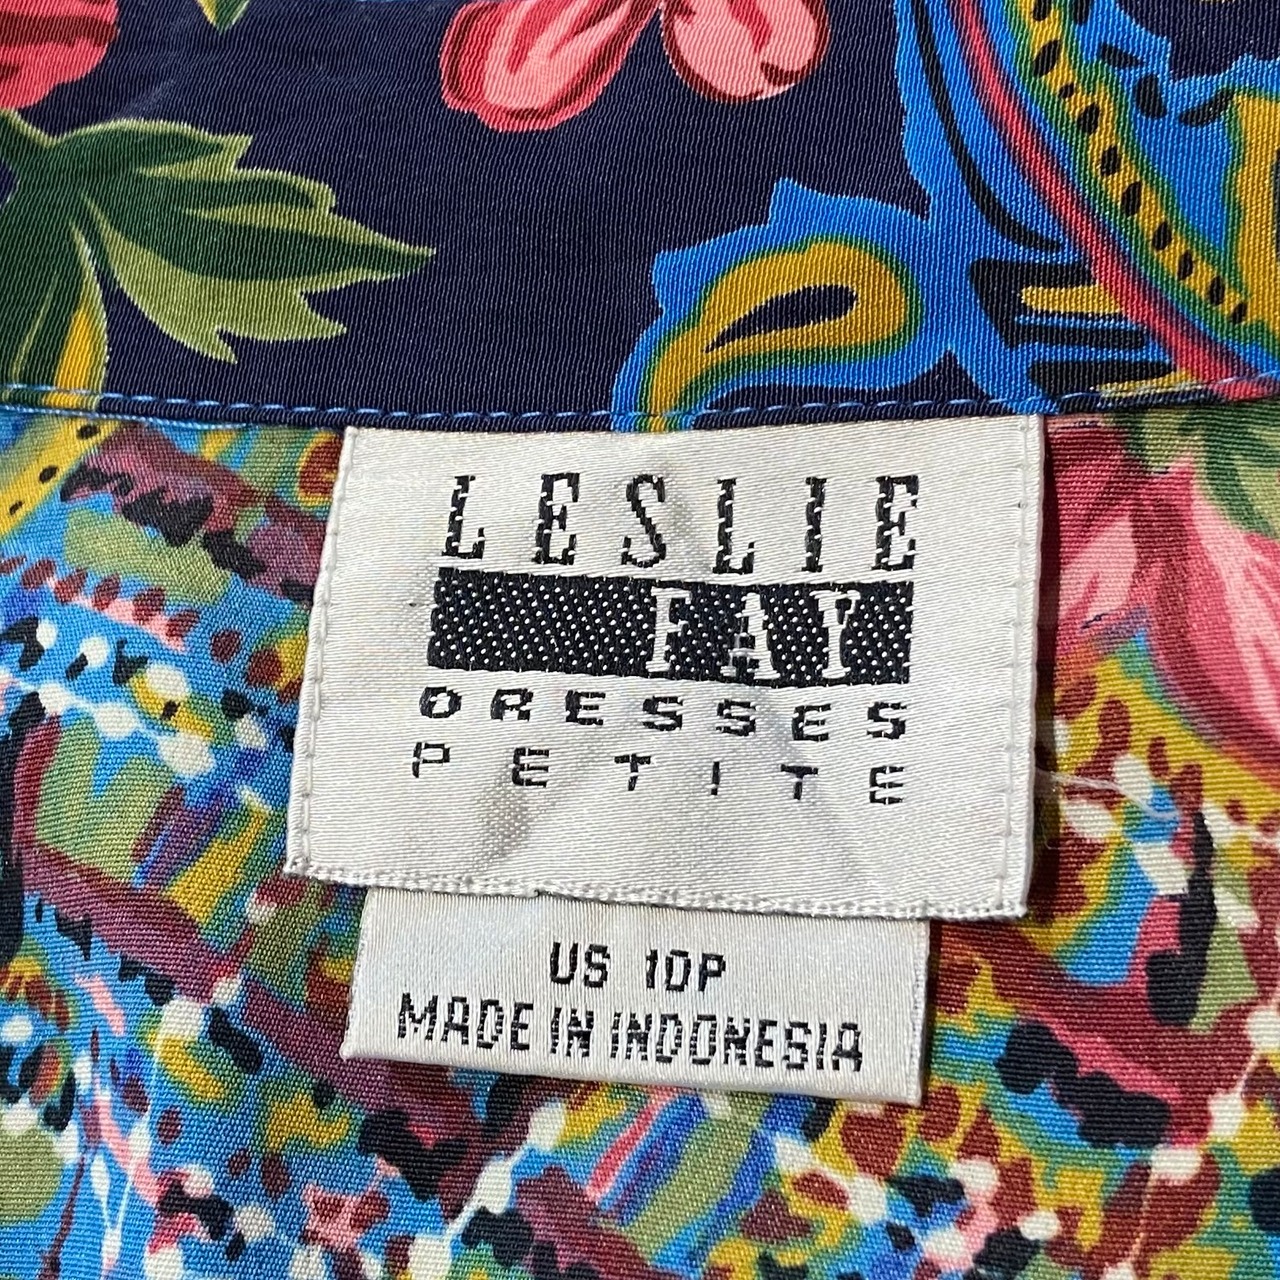 LESLIE
FAY
DRESSES
PETITE
US 10P
MADE IN INDONESIA